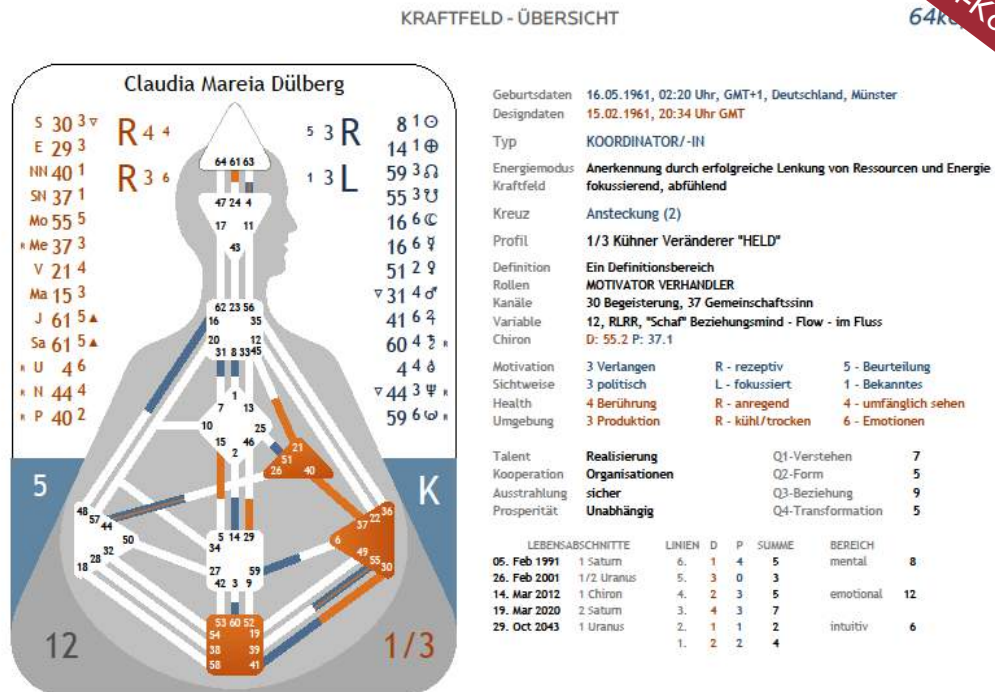 KRAFTFELD - ÜBERSICHT
Claudia Mareia Dülberg
S 30 3 ▿
E 29 3
NN 40 1
SN 37 1
Mo 55 5
R Me 37 3
V 21 4
Ma 15 3
J 61 5 ▲
Sa 61 5 ▲
R U 4 6
R N 44 4
R P 40 2
R 4 4
R 3 6
5 3 R
1 3 L
8 1 ☉
14 1 ⊕
59 3 ☊
55 3 ☋
16 6 ☾
16 6 ☿
51 2 ♀
▿ 31 4 ♂
41 6 ♃
60 4 ♄ R
4 4 ♅
▿ 44 3 ♆ R
59 6 R
64 61 63
47 24 4
17 11
43
62 23 56
16 35
20 12
31 8 33 45
1
7 13
10 25
15 46
2
21
51
26 40
48
57
44
50
32
28
18
5 14 29
34
27 59
42 3 9
36
22
37
6
49
55
30
53 60 52
54 19
38 39
58 41
5
K
12
1/3
Geburtsdaten 16.05.1961, 02:20 Uhr, GMT+1, Deutschland, Münster
Designdaten 15.02.1961, 20:34 Uhr GMT
Typ KOORDINATOR/-IN
Energiemodus Anerkennung durch erfolgreiche Lenkung von Ressourcen und Energie
Kraftfeld fokussierend, abfühlend
Kreuz Ansteckung (2)
Profil 1/3 Kühner Veränderer "HELD"
Definition Ein Definitionsbereich
Rollen MOTIVATOR VERHANDLER
Kanäle 30 Begeisterung, 37 Gemeinschaftssinn
Variable 12, RLRR, "Schaf" Beziehungsmind - Flow - im Fluss
Chiron D: 55.2 P: 37.1
Motivation 3 Verlangen R - rezeptiv 5 - Beurteilung
Sichtweise 3 politisch L - fokussiert 1 - Bekanntes
Health 4 Berührung R - anregend 4 - umfänglich sehen
Umgebung 3 Produktion R - kühl/trocken 6 - Emotionen
Talent Realisierung Q1-Verstehen 7
Kooperation Organisationen Q2-Form 5
Ausstrahlung sicher Q3-Beziehung 9
Prosperität Unabhängig Q4-Transformation 5
LEBENSABSCHNITTE LINIEN D P SUMME BEREICH
05. Feb 1991 1 Saturn 6. 1 4 5 mental 8
26. Feb 2001 1/2 Uranus 5. 3 0 3
14. Mar 2012 1 Chiron 4. 2 3 5 emotional 12
19. Mar 2020 2 Saturn 3. 4 3 7
29. Oct 2043 1 Uranus 2. 1 1 2 intuitiv 6
1. 2 2 4